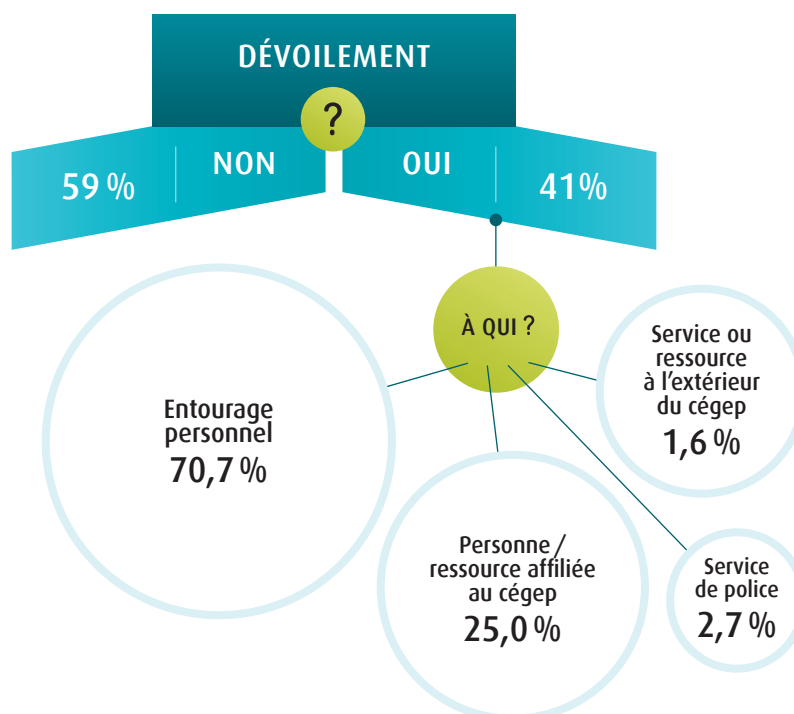 DÉVOILEMENT
?
59 %
NON
OUI
41%
À QUI ?
Entourage
personnel
70,7 %
Personne /
ressource affiliée
au cégep
25,0 %
Service ou
ressource
à l'extérieur
du cégep
1,6 %
Service
de police
2,7 %